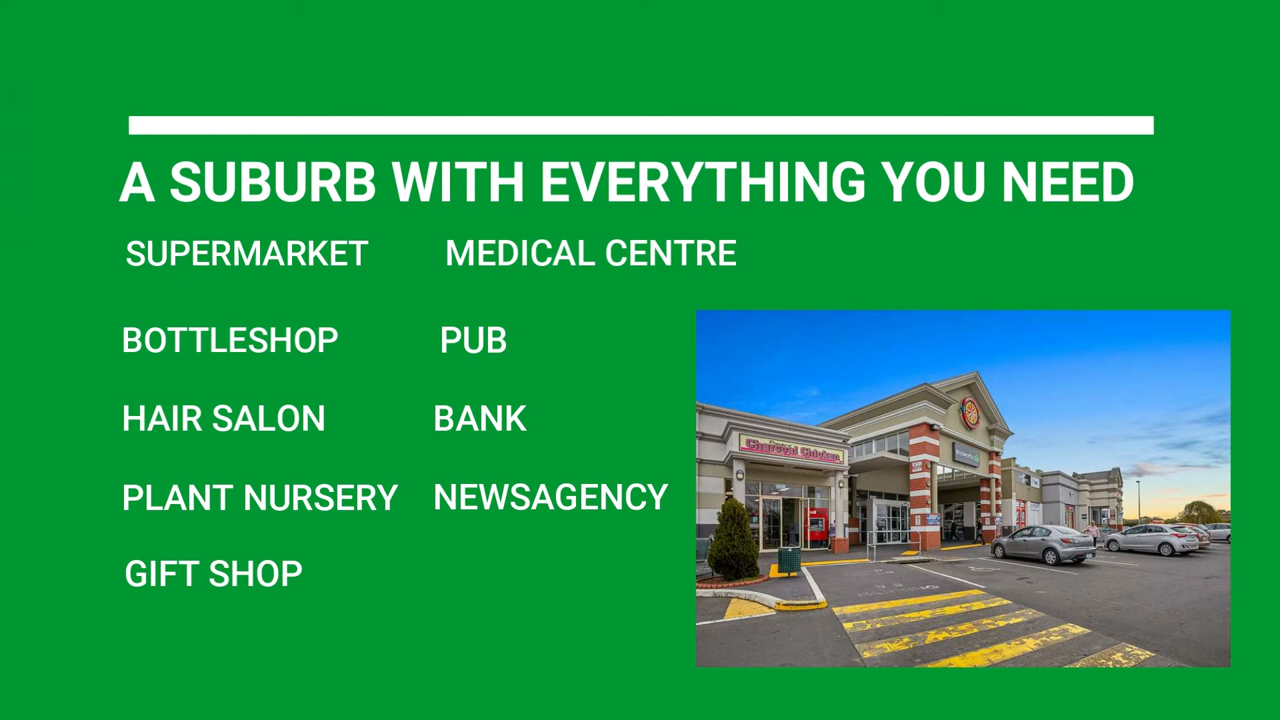 A SUBURB WITH EVERYTHING YOU NEED
SUPERMARKET
MEDICAL CENTRE
BOTTLESHOP
PUB
HAIR SALON
BANK
PLANT NURSERY
NEWSAGENCY
GIFT SHOP
Charcoal Chicken
Woolworths